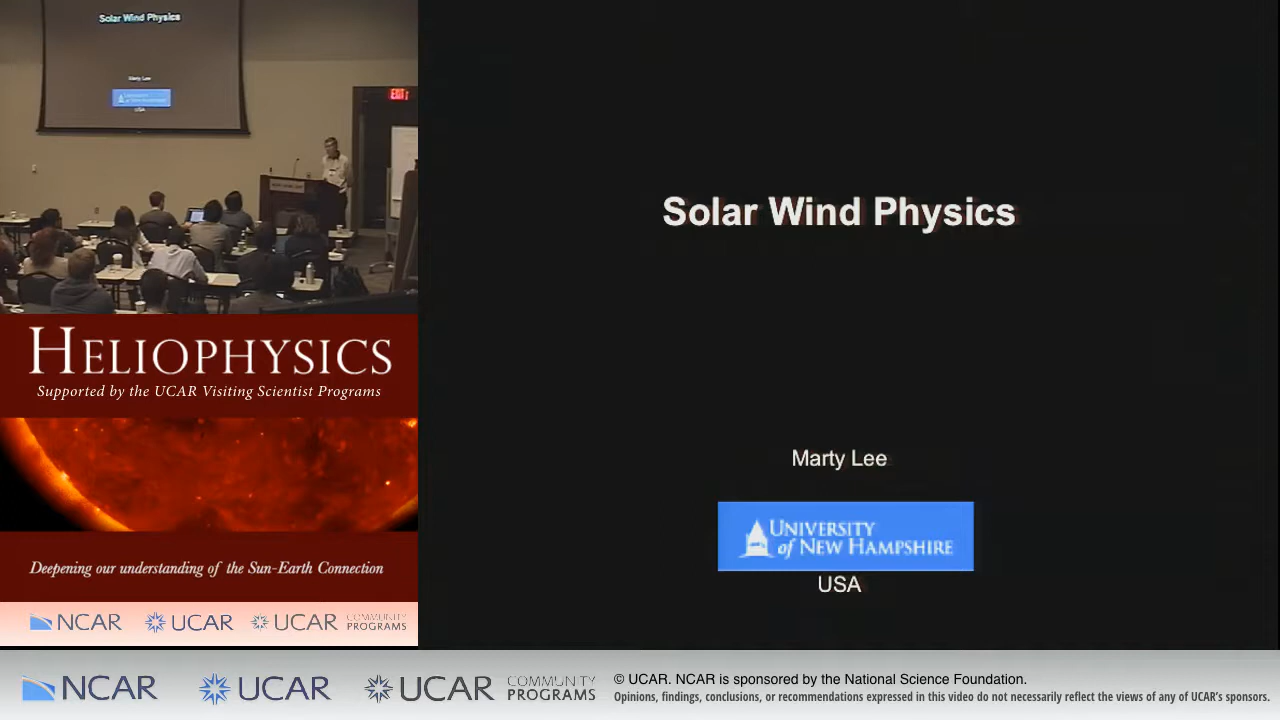 Solar Wind Physics
Marty Lee
USA
EXIT
HELIOPHYSICS
Supported by the UCAR Visiting Scientist Programs
Deepening our understanding of the Sun-Earth Connection
NCAR UCAR UCAR COMMUNITY PROGRAMS
Solar Wind Physics
Marty Lee
UNIVERSITY
of NEW HAMPSHIRE
USA
NCAR UCAR UCAR COMMUNITY PROGRAMS
© UCAR. NCAR is sponsored by the National Science Foundation.
Opinions, findings, conclusions, or recommendations expressed in this video do not necessarily reflect the views of any of UCAR's sponsors.